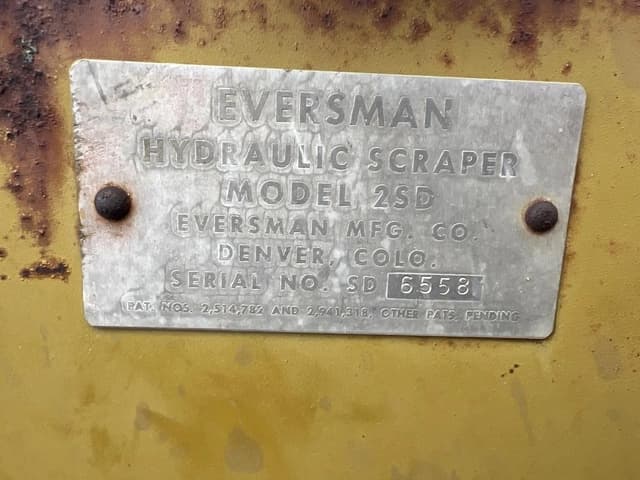 EVERSMAN
HYDRAULIC SCRAPER
MODEL 2SD
EVERSMAN MFG. CO.
DENVER, COLO.
SERIAL NO. SD 6558
PAT. NOS. 2,514,782 AND 2,941,318, OTHER PATS. PENDING